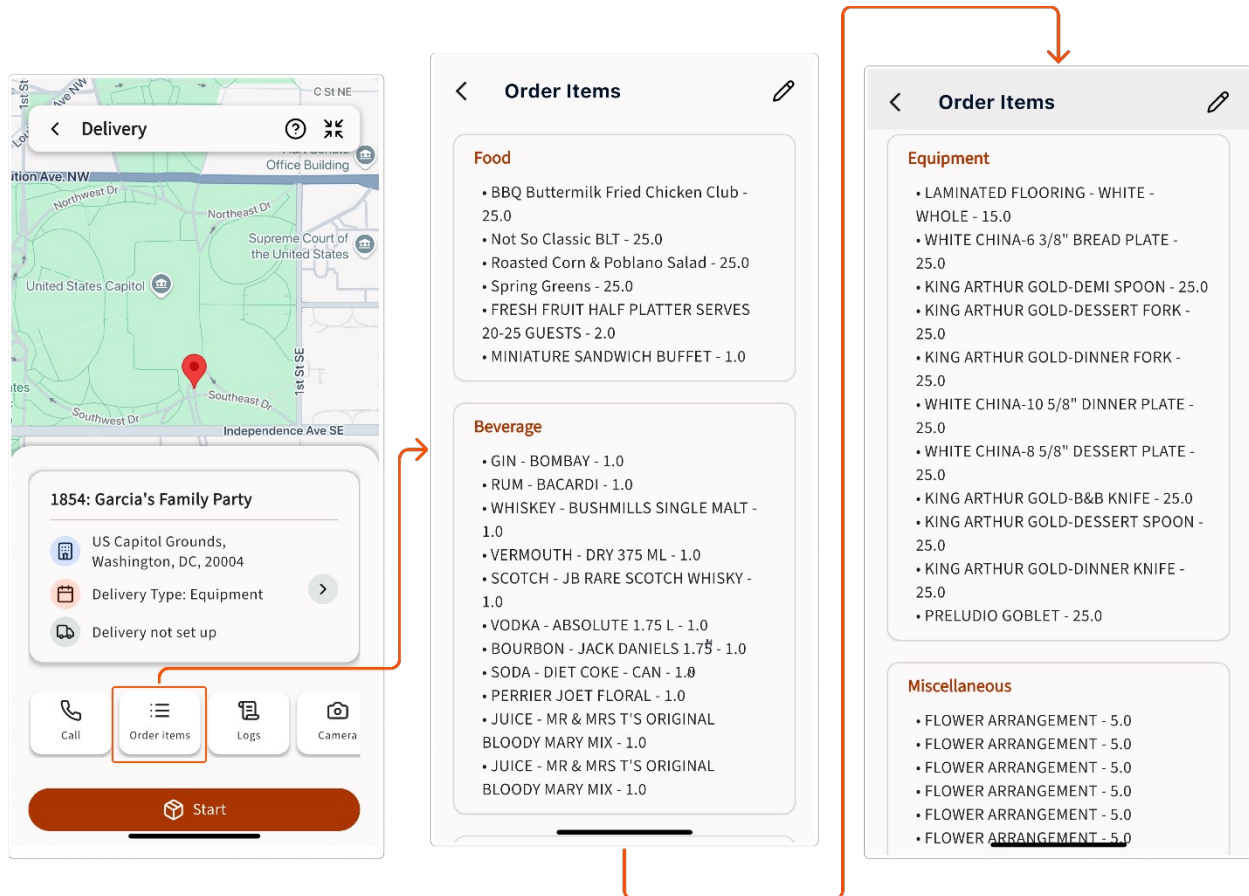 1st St
C St NE
Delivery
Office Building
ition Ave. NW
Northwest Dr
Northeast Dr
Supreme Court of
the United States
United States Capitol
1st St SE
Southeast Dr
Southwest Dr
Independence Ave SE
1854: Garcia's Family Party
US Capitol Grounds,
Washington, DC, 20004
Delivery Type: Equipment
Delivery not set up
Call
Order items
Logs
Camera
Start
Order Items
Food
• BBQ Buttermilk Fried Chicken Club -
25.0
• Not So Classic BLT - 25.0
• Roasted Corn & Poblano Salad - 25.0
• Spring Greens - 25.0
• FRESH FRUIT HALF PLATTER SERVES
20-25 GUESTS - 2.0
• MINIATURE SANDWICH BUFFET - 1.0
Beverage
• GIN - BOMBAY - 1.0
• RUM - BACARDI - 1.0
• WHISKEY - BUSHMILLS SINGLE MALT -
1.0
• VERMOUTH - DRY 375 ML - 1.0
• SCOTCH - JB RARE SCOTCH WHISKY -
1.0
• VODKA - ABSOLUTE 1.75 L - 1.0
• BOURBON - JACK DANIELS 1.75 - 1.0
• SODA - DIET COKE - CAN - 1.0
• PERRIER JOET FLORAL - 1.0
• JUICE - MR & MRS T'S ORIGINAL
BLOODY MARY MIX - 1.0
• JUICE - MR & MRS T'S ORIGINAL
BLOODY MARY MIX - 1.0
Order Items
Equipment
• LAMINATED FLOORING - WHITE -
WHOLE - 15.0
• WHITE CHINA-6 3/8" BREAD PLATE -
25.0
• KING ARTHUR GOLD-DEMI SPOON - 25.0
• KING ARTHUR GOLD-DESSERT FORK -
25.0
• KING ARTHUR GOLD-DINNER FORK -
25.0
• WHITE CHINA-10 5/8" DINNER PLATE -
25.0
• WHITE CHINA-8 5/8" DESSERT PLATE -
25.0
• KING ARTHUR GOLD-B&B KNIFE - 25.0
• KING ARTHUR GOLD-DESSERT SPOON -
25.0
• KING ARTHUR GOLD-DINNER KNIFE -
25.0
• PRELUDIO GOBLET - 25.0
Miscellaneous
• FLOWER ARRANGEMENT - 5.0
• FLOWER ARRANGEMENT - 5.0
• FLOWER ARRANGEMENT - 5.0
• FLOWER ARRANGEMENT - 5.0
• FLOWER ARRANGEMENT - 5.0
• FLOWER ARRANGEMENT - 5.0